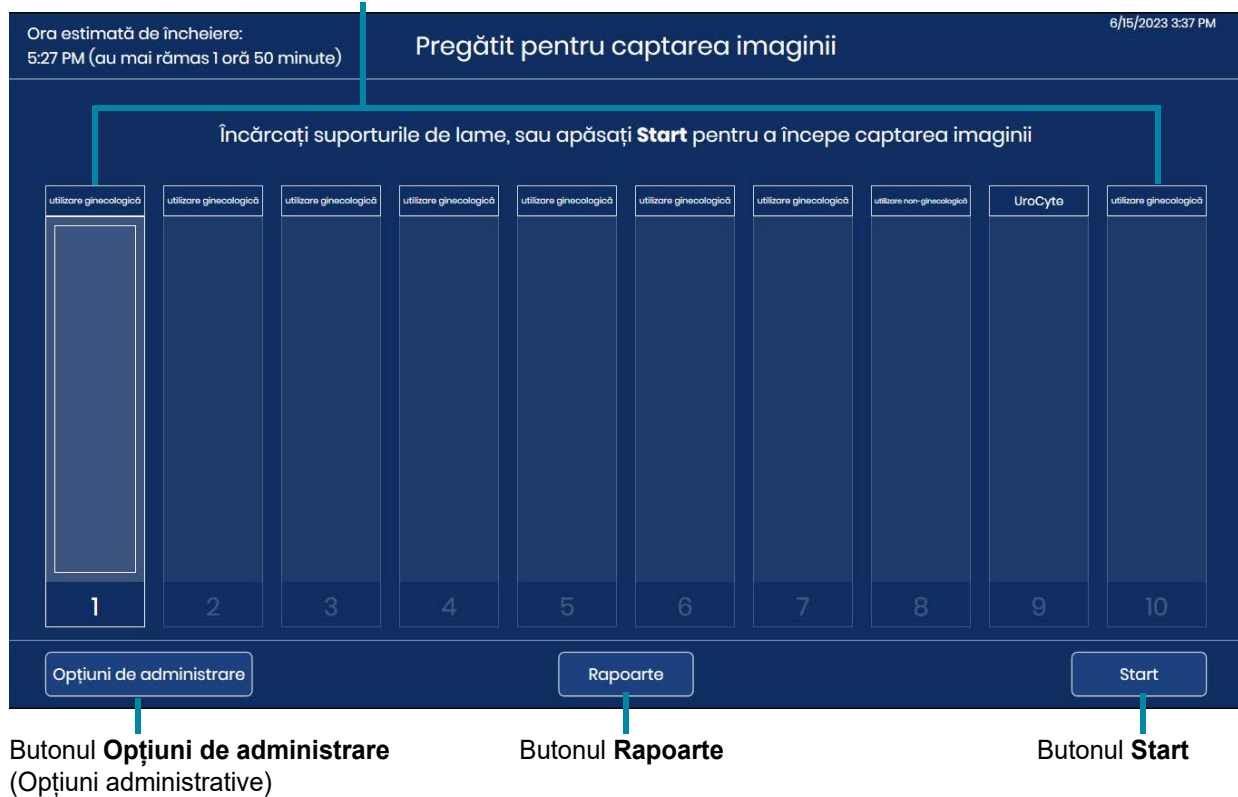 Ora estimată de încheiere:
5:27 PM (au mai rămas 1 oră 50 minute)
Pregătit pentru captarea imaginii
6/15/2023 3:37 PM
Încărcați suporturile de lame, sau apăsați Start pentru a începe captarea imaginii
utilizare ginecologică
utilizare ginecologică
utilizare ginecologică
utilizare ginecologică
utilizare ginecologică
utilizare ginecologică
utilizare ginecologică
utilizare non-ginecologică
UroCyte
utilizare ginecologică
1
2
3
4
5
6
7
8
9
10
Opțiuni de administrare
Rapoarte
Start
Butonul Opțiuni de administrare
(Opțiuni administrative)
Butonul Rapoarte
Butonul Start